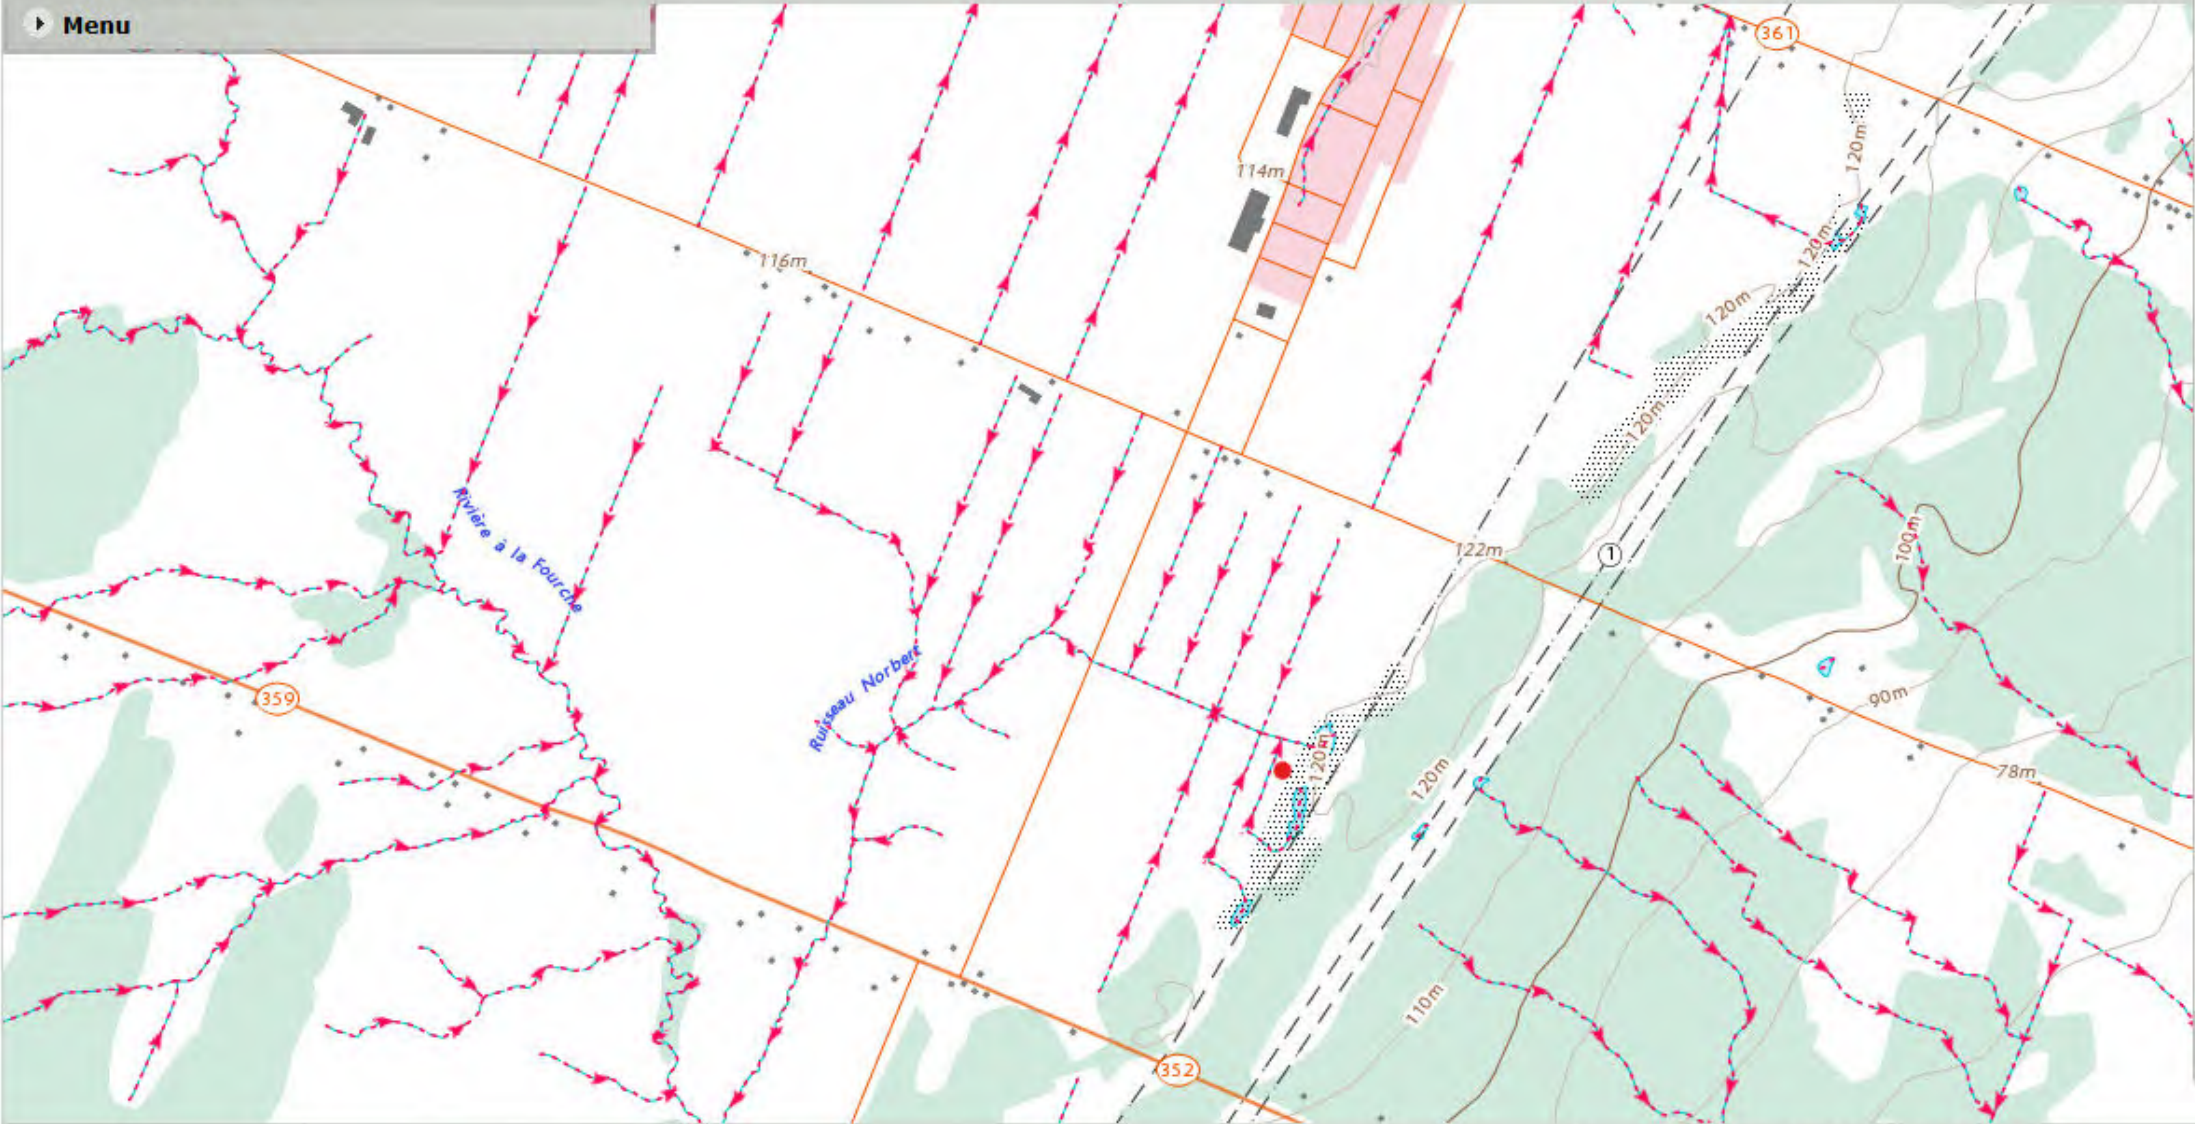 Menu
361
120m
114m
120m
116m
120m
120m
Rivière à la Fourche
122m
1
100m
Ruisseau Norbert
359
90m
120m
120m
78m
110m
352